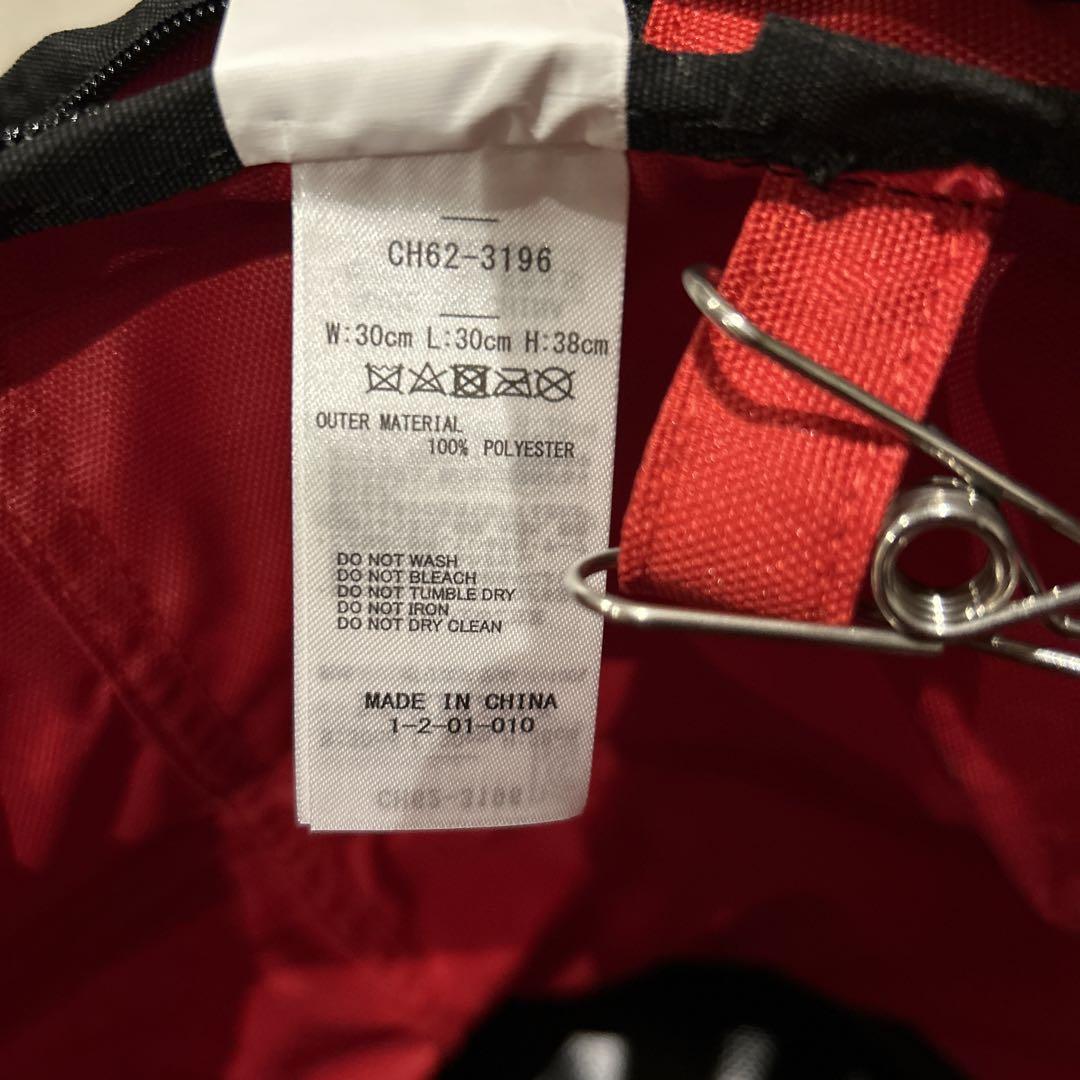 CH62-3196
W:30cm L:30cm H:38cm
OUTER MATERIAL
100% POLYESTER
DO NOT WASH
DO NOT BLEACH
DO NOT TUMBLE DRY
DO NOT IRON
DO NOT DRY CLEAN
MADE IN CHINA
1-2-01-010